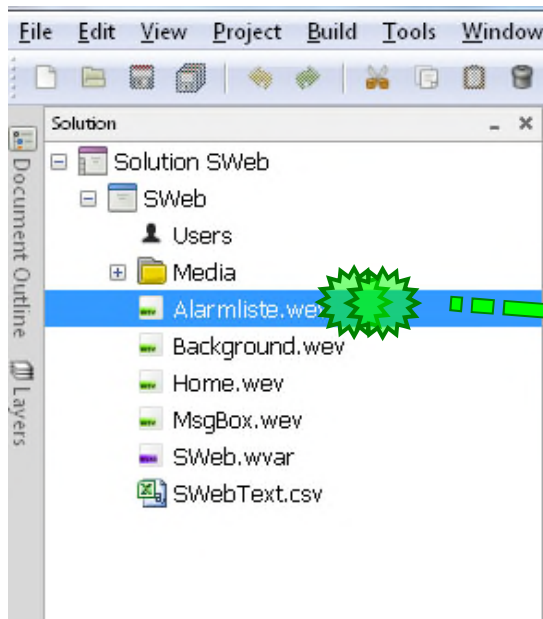 File Edit View Project Build Tools Window
Solution
Document Outline
Layers
Solution SWeb
SWeb
Users
Media
Alarmliste.wev
Background.wev
Home.wev
MsgBox.wev
SWeb.wvar
SWebText.csv